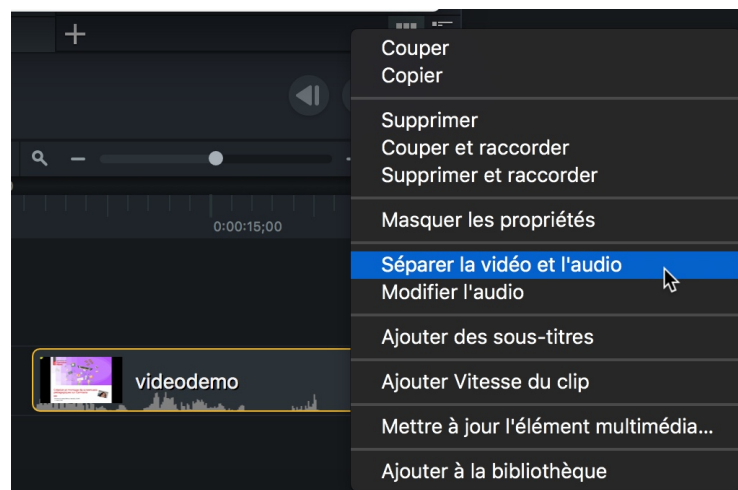 Couper
Copier
Supprimer
Couper et raccorder
Supprimer et raccorder
0:00:15;00
Masquer les propriétés
Séparer la vidéo et l'audio
Modifier l'audio
Ajouter des sous-titres
videodemo
Ajouter Vitesse du clip
Mettre à jour l'élément multimédia...
Ajouter à la bibliothèque